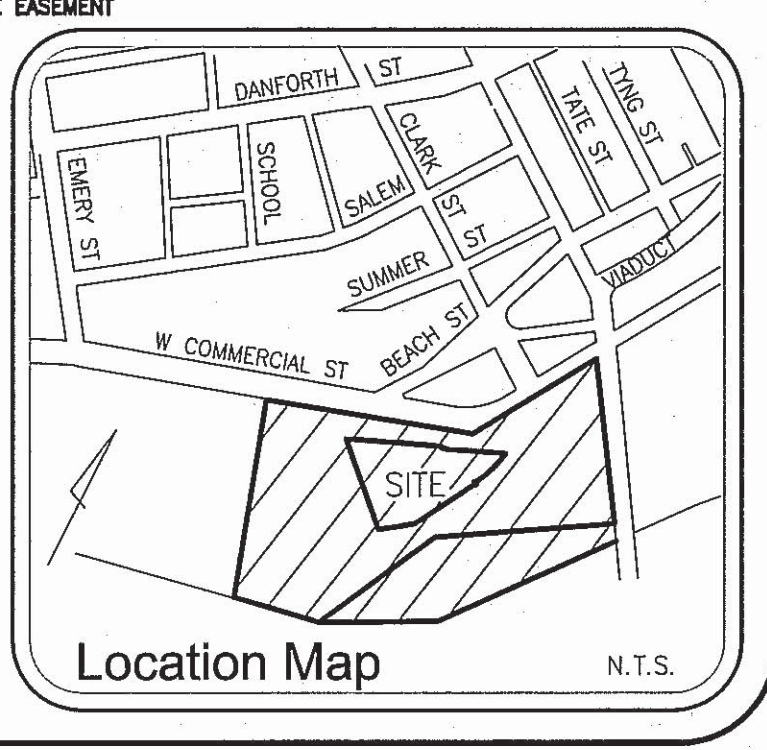 EASEMENT
DANFORTH ST
TYNG ST
TATE ST
CLARK ST
EMERY ST
SCHOOL
SALEM ST
SUMMER
VIADUCT
BEACH ST
W COMMERCIAL ST
SITE
Location Map
N.T.S.